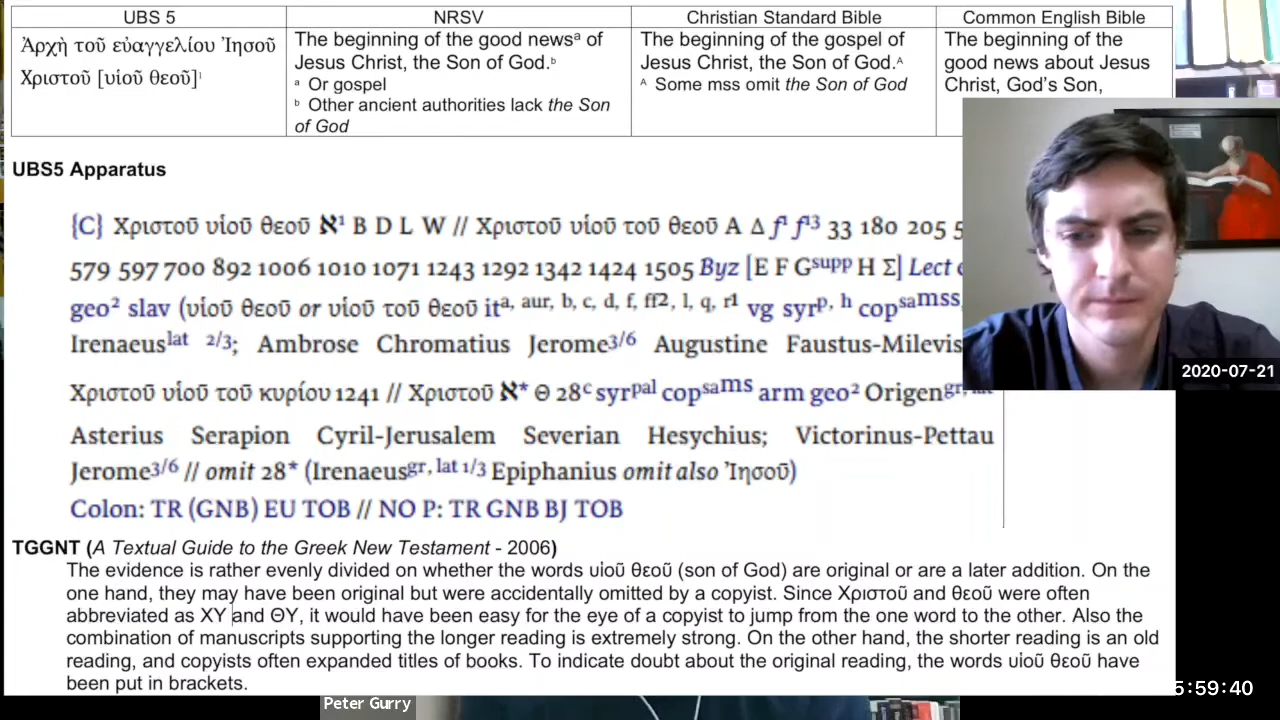 UBS 5 NRSV Christian Standard Bible Common English Bible
Ἀρχὴ τοῦ εὐαγγελίου Ἰησοῦ
Χριστοῦ [υἱοῦ θεοῦ]¹
The beginning of the good newsᵃ of
Jesus Christ, the Son of God.ᵇ
ᵃ Or gospel
ᵇ Other ancient authorities lack the Son
of God
The beginning of the gospel of
Jesus Christ, the Son of God.ᴬ
ᴬ Some mss omit the Son of God
Common English Bible
The beginning of the
good news about Jesus
Christ, God's Son,
UBS5 Apparatus
{C} Χριστοῦ υἱοῦ θεοῦ ℵ¹ B D L W // Χριστοῦ υἱοῦ τοῦ θεοῦ A Δ f¹ f¹³ 33 180 205
579 597 700 892 1006 1010 1071 1243 1292 1342 1424 1505 Byz [E F Gsupp H Σ] Lect
geo² slav (υἱοῦ θεοῦ or υἱοῦ τοῦ θεοῦ ita, aur, b, c, d, f, ff2, l, q, r1 vg syrp, h copsamss,
Irenaeuslat 2/3; Ambrose Chromatius Jerome3/6 Augustine Faustus-Milevis
Χριστοῦ υἱοῦ τοῦ κυρίου 1241 // Χριστοῦ ℵ* Θ 28c syrpal copsams arm geo² Origengr, lat
Asterius Serapion Cyril-Jerusalem Severian Hesychius; Victorinus-Pettau
Jerome3/6 // omit 28* (Irenaeusgr, lat 1/3 Epiphanius omit also Ἰησοῦ)
Colon: TR (GNB) EU TOB // NO P: TR GNB BJ TOB
TGGNT (A Textual Guide to the Greek New Testament - 2006)
The evidence is rather evenly divided on whether the words υἱοῦ θεοῦ (son of God) are original or are a later addition. On the
one hand, they may have been original but were accidentally omitted by a copyist. Since Χριστοῦ and θεοῦ were often
abbreviated as ΧΥ and ΘΥ, it would have been easy for the eye of a copyist to jump from the one word to the other. Also the
combination of manuscripts supporting the longer reading is extremely strong. On the other hand, the shorter reading is an old
reading, and copyists often expanded titles of books. To indicate doubt about the original reading, the words υἱοῦ θεοῦ have
been put in brackets.
2020-07-21
5:59:40
Peter Gurry